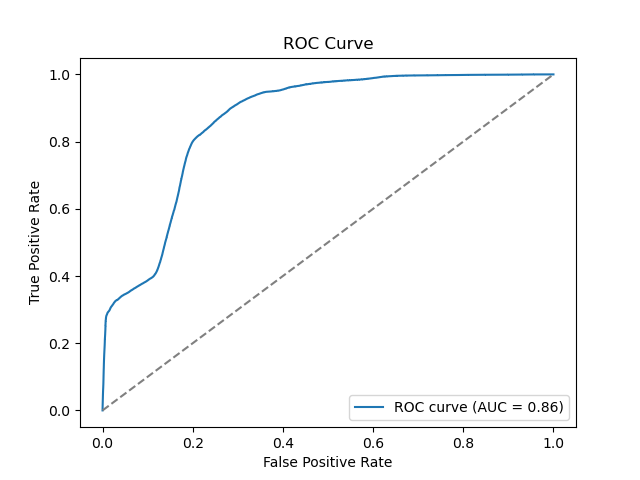 ROC Curve
1.0
0.8
0.6
0.4
0.2
0.0
True Positive Rate
0.0 0.2 0.4 0.6 0.8 1.0
False Positive Rate
ROC curve (AUC = 0.86)